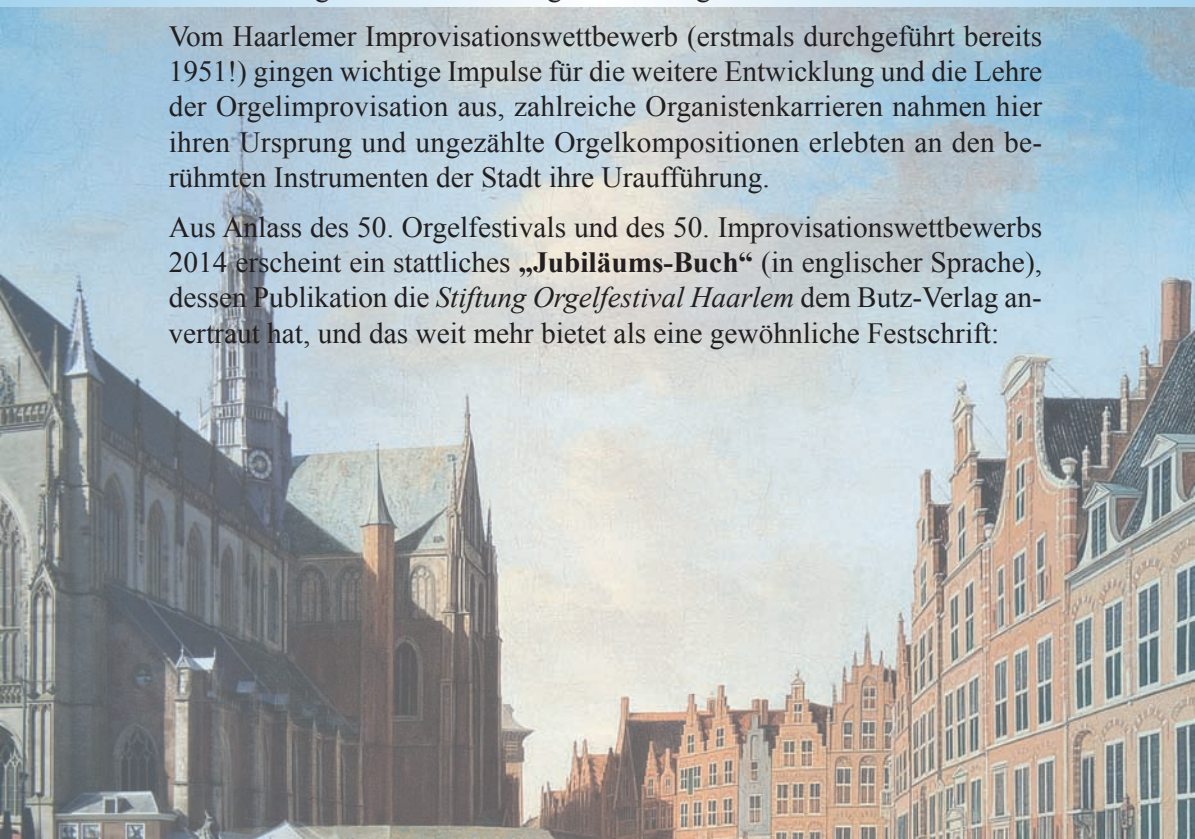 Vom Haarlemer Improvisationswettbewerb (erstmals durchgeführt bereits
1951!) gingen wichtige Impulse für die weitere Entwicklung und die Lehre
der Orgelimprovisation aus, zahlreiche Organistenkarrieren nahmen hier
ihren Ursprung und ungezählte Orgelkompositionen erlebten an den be-
rühmten Instrumenten der Stadt ihre Uraufführung.
Aus Anlass des 50. Orgelfestivals und des 50. Improvisationswettbewerbs
2014 erscheint ein stattliches „Jubiläums-Buch“ (in englischer Sprache),
dessen Publikation die Stiftung Orgelfestival Haarlem dem Butz-Verlag an-
vertraut hat, und das weit mehr bietet als eine gewöhnliche Festschrift: